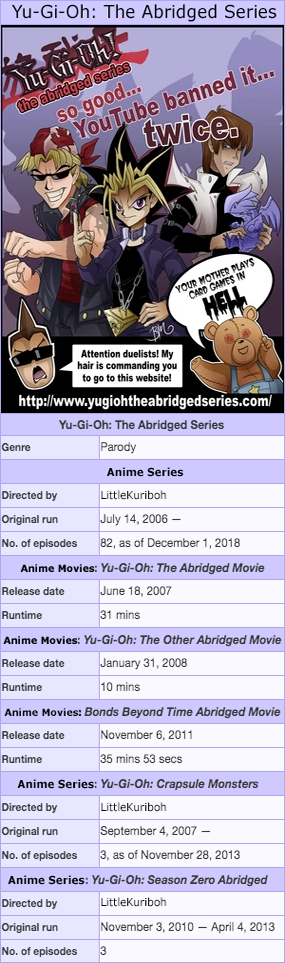 Yu-Gi-Oh: The Abridged Series
Yu-Gi-Oh!
the abridged series
so good...
YouTube banned it...
twice.
YOUR MOTHER PLAYS
CARD GAMES IN
HELL
Attention duelists! My
hair is commanding you
to go to this website!
http://www.yugiohtheabridgedseries.com/
Yu-Gi-Oh: The Abridged Series
Genre Parody
Anime Series
Directed by LittleKuriboh
Original run July 14, 2006 —
No. of episodes 82, as of December 1, 2018
Anime Movies: Yu-Gi-Oh: The Abridged Movie
Release date June 18, 2007
Runtime 31 mins
Anime Movies: Yu-Gi-Oh: The Other Abridged Movie
Release date January 31, 2008
Runtime 10 mins
Anime Movies: Bonds Beyond Time Abridged Movie
Release date November 6, 2011
Runtime 35 mins 53 secs
Anime Series: Yu-Gi-Oh: Crapsule Monsters
Directed by LittleKuriboh
Original run September 4, 2007 —
No. of episodes 3, as of November 28, 2013
Anime Series: Yu-Gi-Oh: Season Zero Abridged
Directed by LittleKuriboh
Original run November 3, 2010 — April 4, 2013
No. of episodes 3